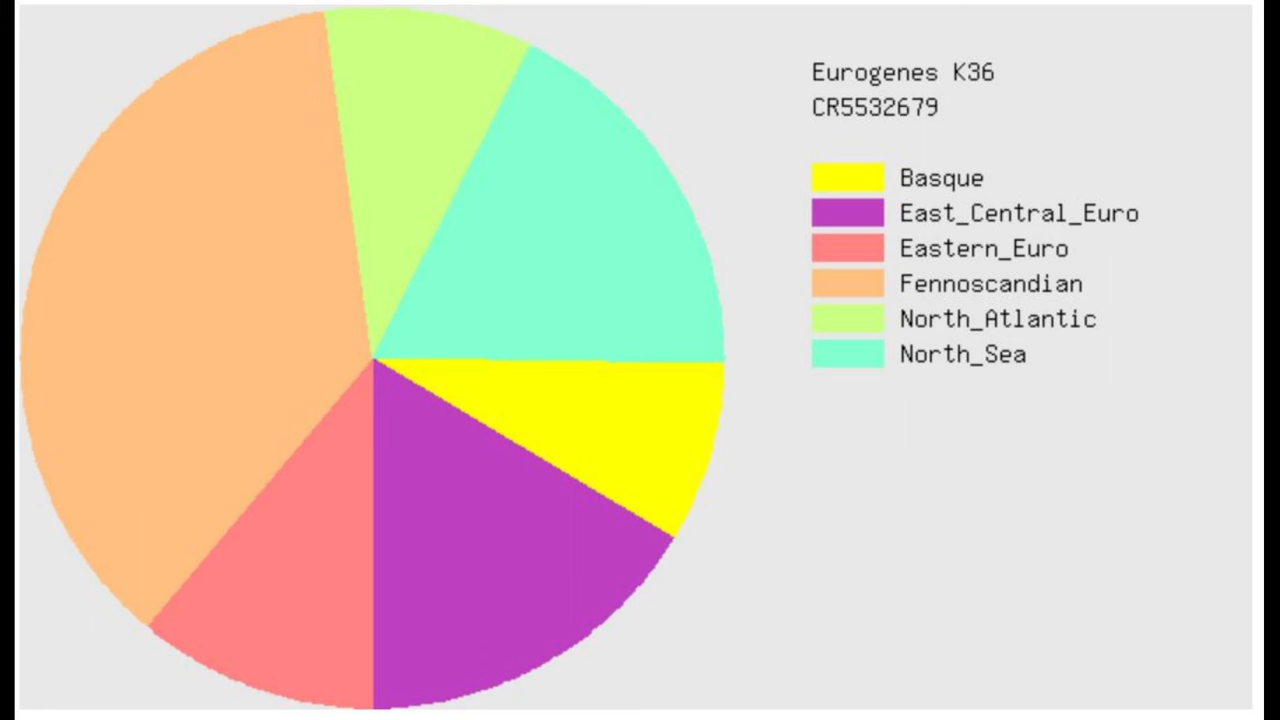 Eurogenes K36
CR5532679
Basque
East_Central_Euro
Eastern_Euro
Fennoscandian
North_Atlantic
North_Sea